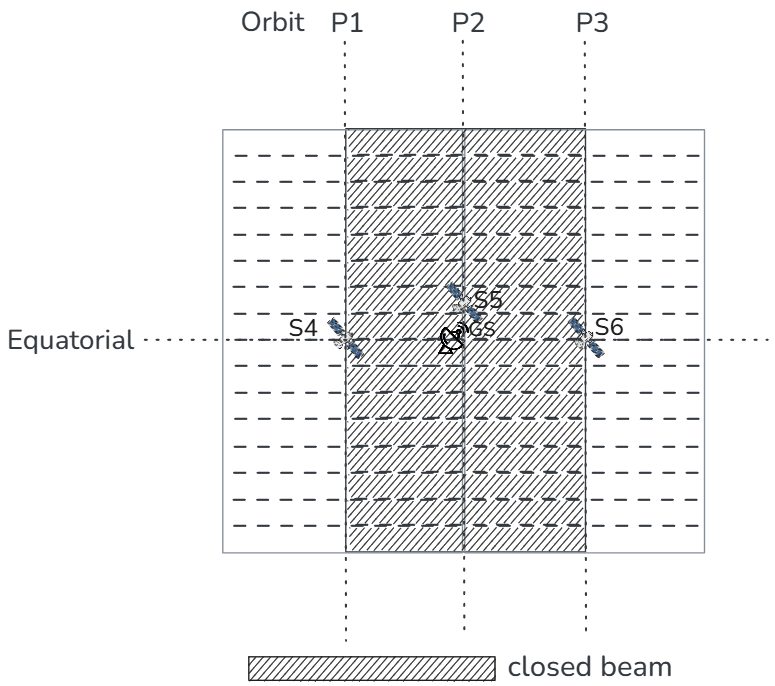 Orbit P1 P2 P3
S5
S4 GS S6
Equatorial
closed beam